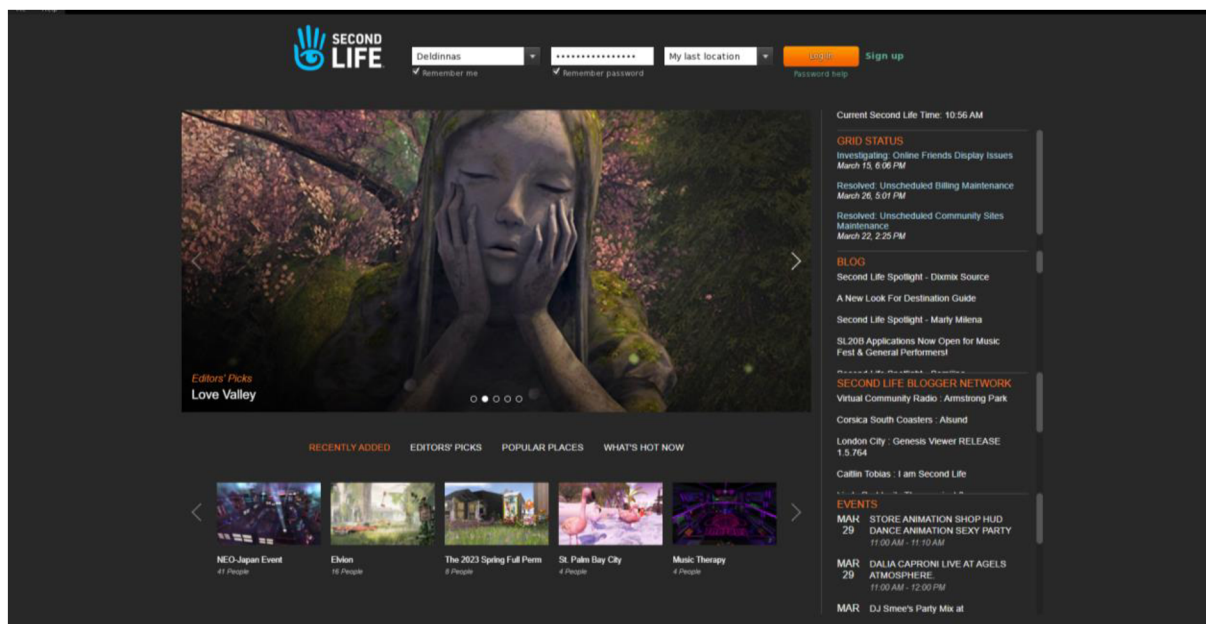 SECOND
LIFE
Deldinnas
My last location
Login
Sign up
Remember me
Remember password
Password help
Editors' Picks
Love Valley
RECENTLY ADDED
EDITORS' PICKS
POPULAR PLACES
WHAT'S HOT NOW
NEO-Japan Event
41 People
Elvion
16 People
The 2023 Spring Full Perm
8 People
St. Palm Bay City
4 People
Music Therapy
4 People
Current Second Life Time: 10:56 AM
GRID STATUS
Investigating: Online Friends Display Issues
March 15, 6:06 PM
Resolved: Unscheduled Billing Maintenance
March 26, 5:01 PM
Resolved: Unscheduled Community Sites
Maintenance
March 22, 2:25 PM
BLOG
Second Life Spotlight - Dixmix Source
A New Look For Destination Guide
Second Life Spotlight - Marly Milena
SL20B Applications Now Open for Music
Fest & General Performers!
SECOND LIFE BLOGGER NETWORK
Virtual Community Radio : Armstrong Park
Corsica South Coasters : Alsund
London City : Genesis Viewer RELEASE
1.5.764
Caitlin Tobias : I am Second Life
EVENTS
MAR
29
STORE ANIMATION SHOP HUD
DANCE ANIMATION SEXY PARTY
11:00 AM - 11:10 AM
MAR
29
DALIA CAPRONI LIVE AT AGELS
ATMOSPHERE.
11:00 AM - 12:00 PM
MAR
DJ Smee's Party Mix at